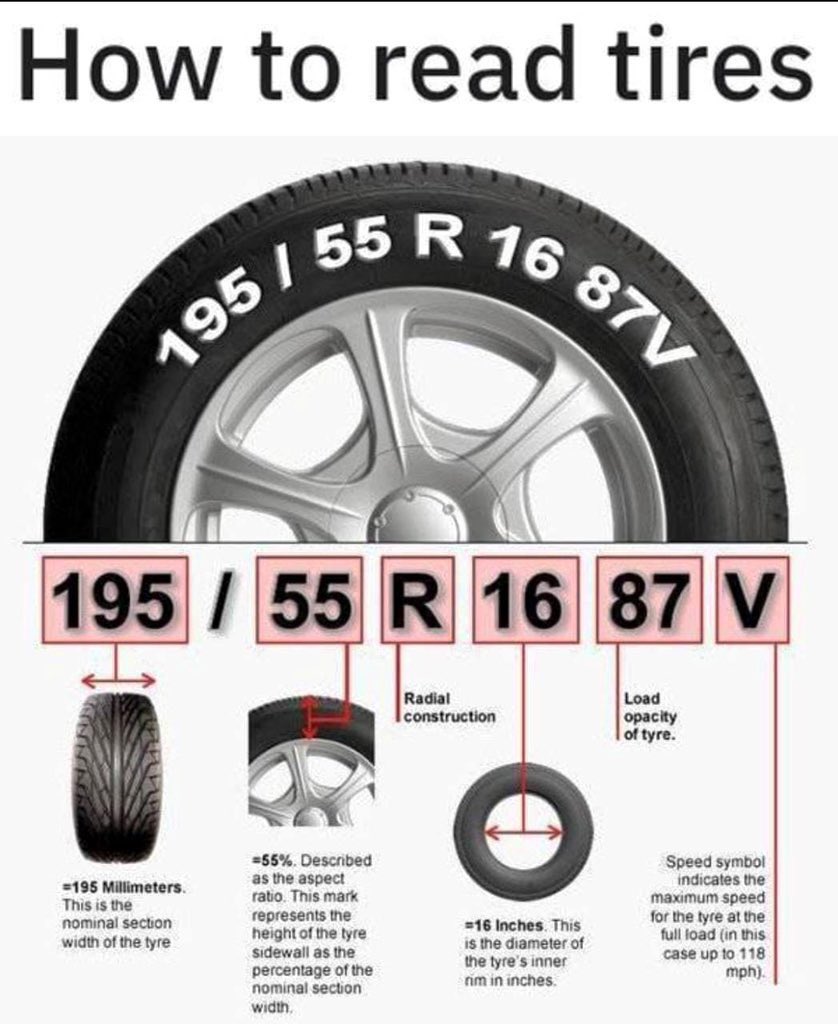 How to read tires
195 / 55 R 16 87V
195 / 55 R 16 87 V
Radial
construction
Load
opacity
of tyre.
=195 Millimeters.
This is the
nominal section
width of the tyre
=55%. Described
as the aspect
ratio. This mark
represents the
height of the tyre
sidewall as the
percentage of the
nominal section
width.
=16 Inches. This
is the diameter of
the tyre's inner
rim in inches.
Speed symbol
indicates the
maximum speed
for the tyre at the
full load (in this
case up to 118
mph).